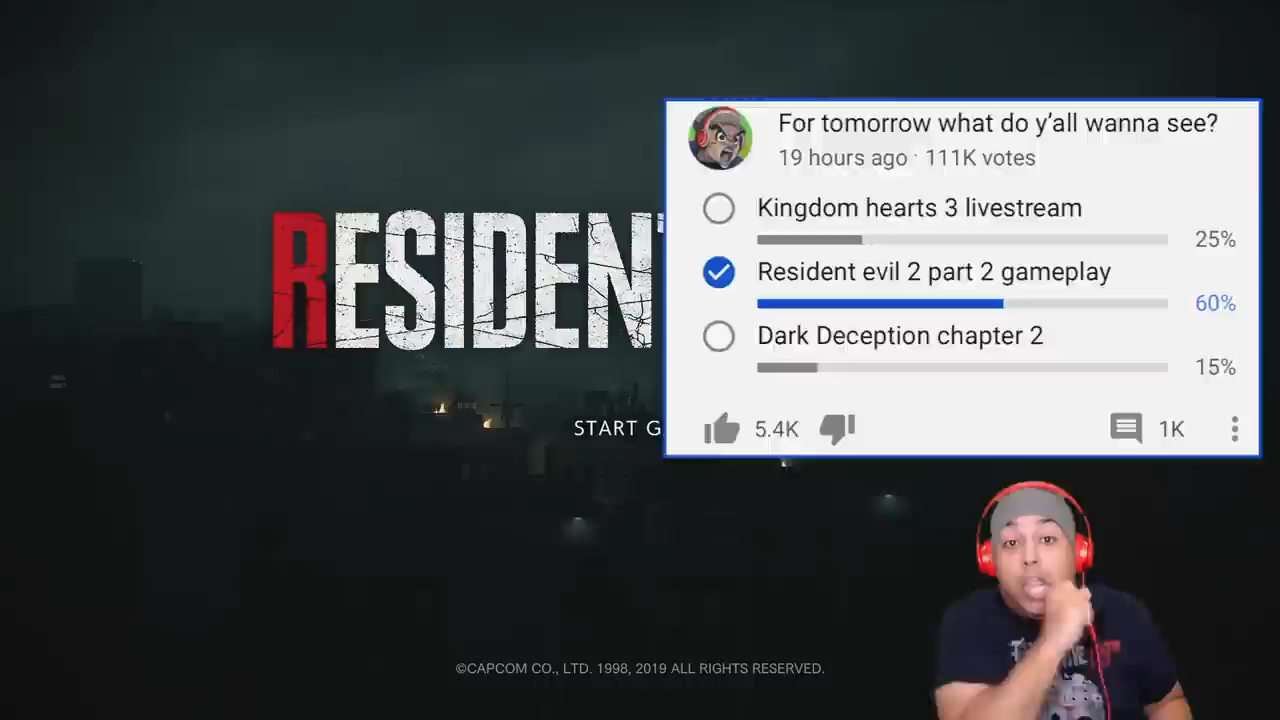 RESIDENT
START G
For tomorrow what do y'all wanna see?
19 hours ago · 111K votes
Kingdom hearts 3 livestream
25%
Resident evil 2 part 2 gameplay
60%
Dark Deception chapter 2
15%
5.4K
1K
©CAPCOM CO., LTD. 1998, 2019 ALL RIGHTS RESERVED.